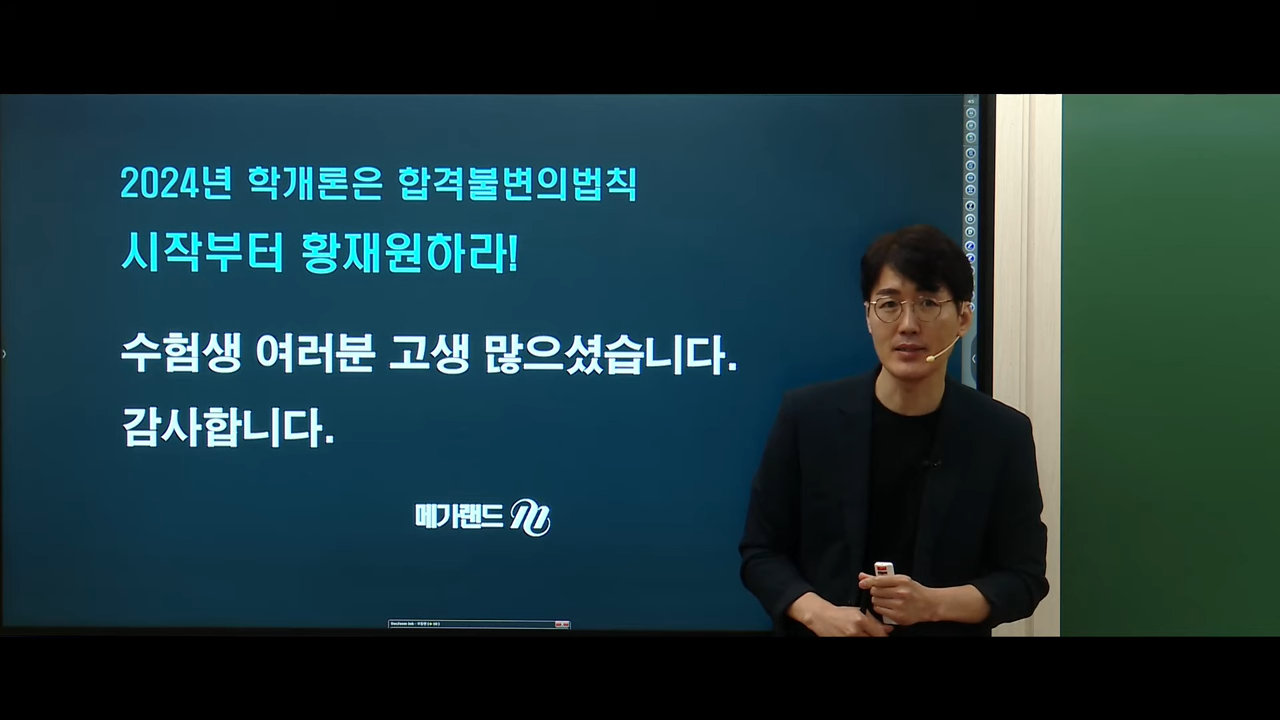 2024년 학개론은 합격불변의법칙
시작부터 황재원하라!
수험생 여러분 고생 많으셨습니다.
감사합니다.
메가랜드